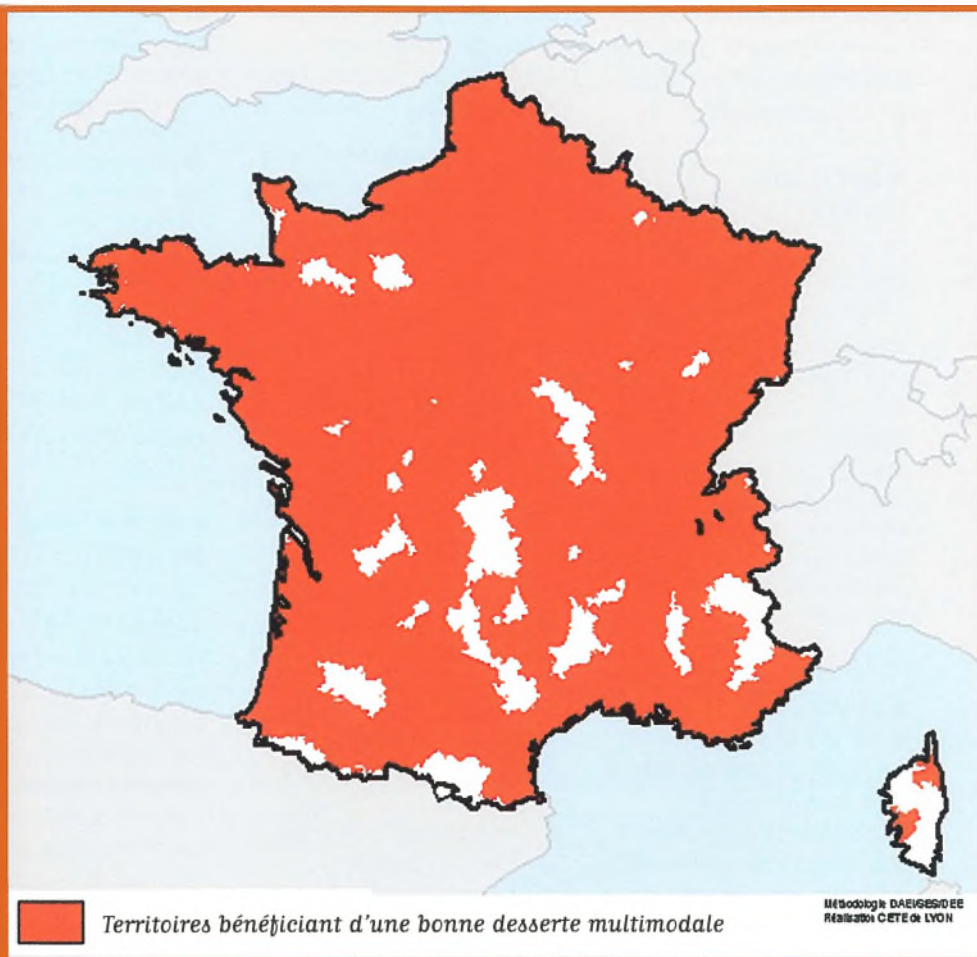 Territoires bénéficiant d'une bonne desserte multimodale
Méthodologie DAEI/SES/DEE
Réalisation CETE de LYON